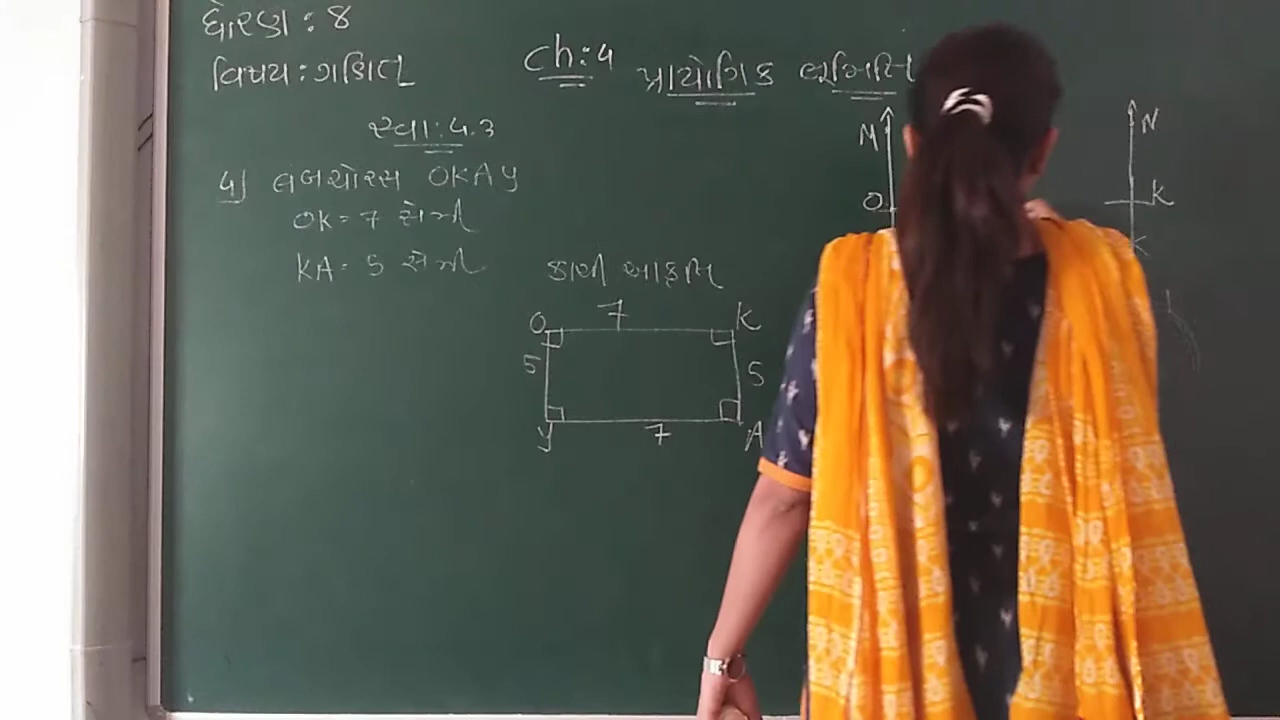 ધોરણ : ૪
વિષય : ગણિત
Ch : 4 પ્રાયોગિક ભૂમિતિ
સ્વા : 4.3
4) લંબચોરસ OKAY
OK = 7 સેમી
KA = 5 સેમી
કાચી આકૃતિ
O 7 K
5 5
Y 7 A
M
O
N
K
K